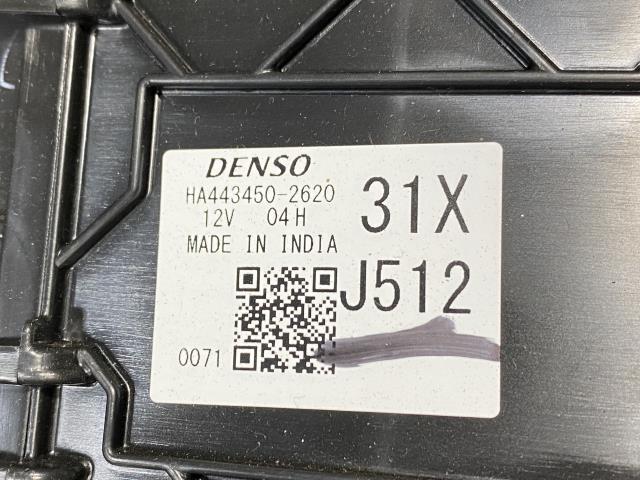 DENSO
HA443450-2620
12V 04H
MADE IN INDIA
31X
J512
0071